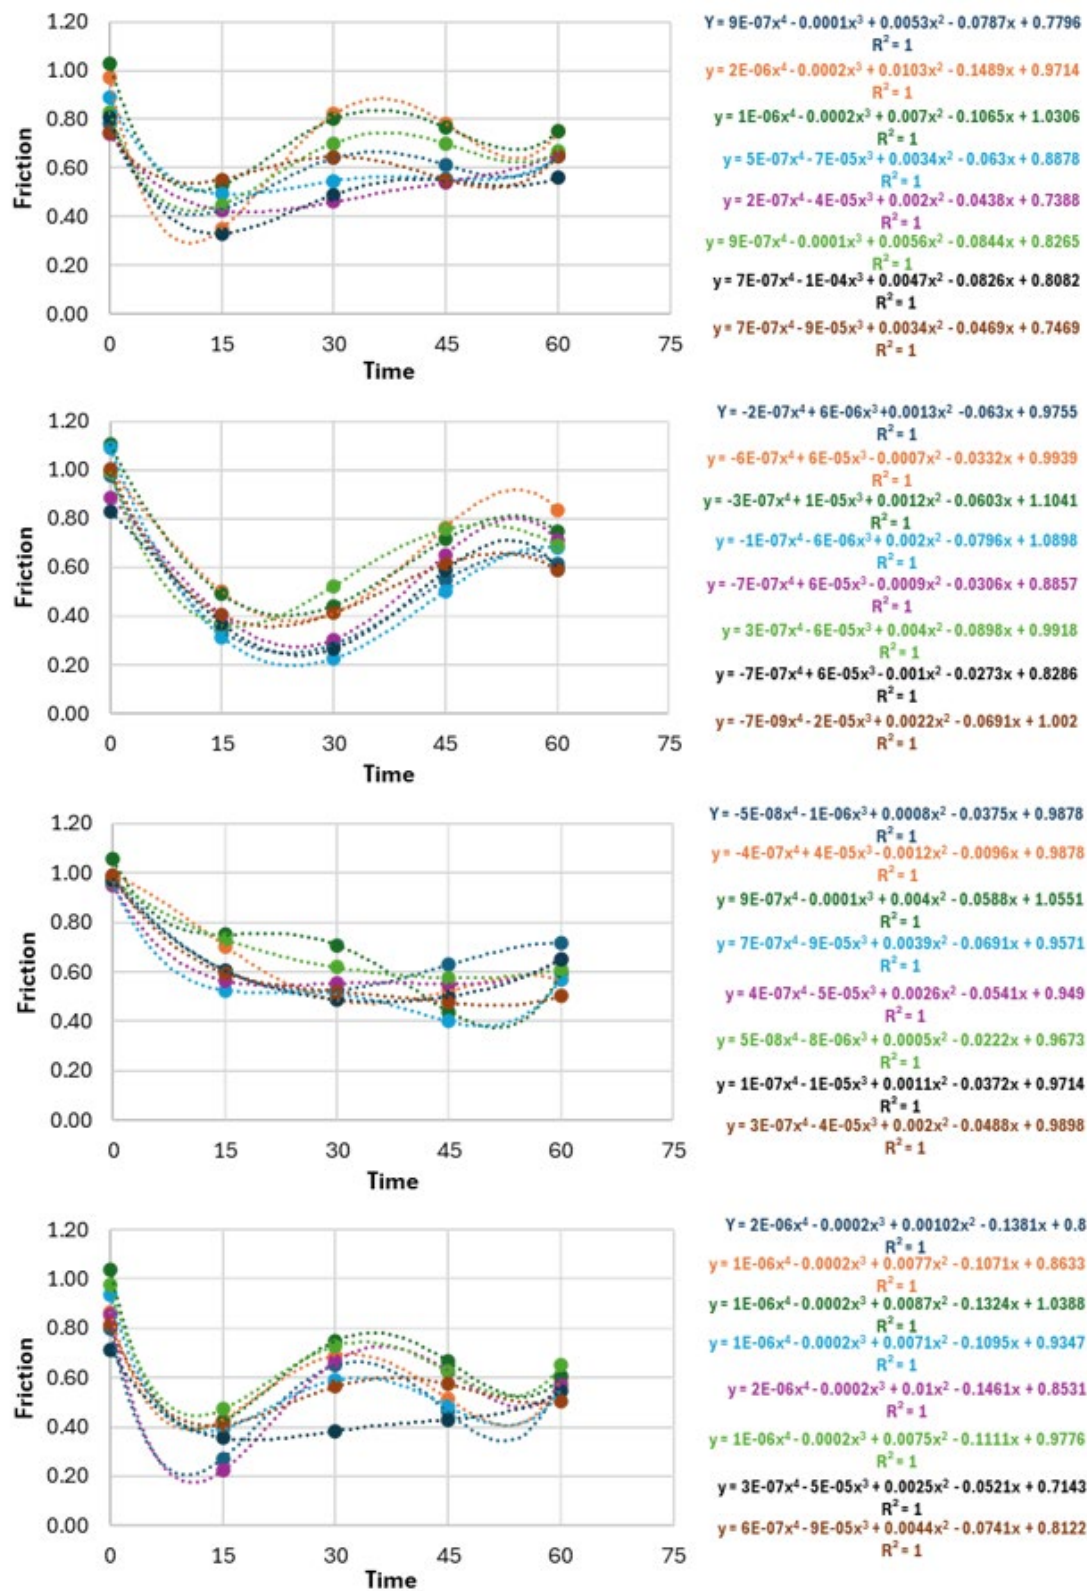 1.20
1.00
0.80
0.60
0.40
0.20
0.00
Friction
0 15 30 45 60 75
Time
Y = 9E-07x⁴ - 0.0001x³ + 0.0053x² - 0.0787x + 0.7796
R² = 1
y = 2E-06x⁴ - 0.0002x³ + 0.0103x² - 0.1489x + 0.9714
R² = 1
y = 1E-06x⁴ - 0.0002x³ + 0.007x² - 0.1065x + 1.0306
R² = 1
y = 5E-07x⁴ - 7E-05x³ + 0.0034x² - 0.063x + 0.8878
R² = 1
y = 2E-07x⁴ - 4E-05x³ + 0.002x² - 0.0438x + 0.7388
R² = 1
y = 9E-07x⁴ - 0.0001x³ + 0.0056x² - 0.0844x + 0.8265
R² = 1
y = 7E-07x⁴ - 1E-04x³ + 0.0047x² - 0.0826x + 0.8082
R² = 1
y = 7E-07x⁴ - 9E-05x³ + 0.0034x² - 0.0469x + 0.7469
R² = 1
1.20
1.00
0.80
0.60
0.40
0.20
0.00
Friction
0 15 30 45 60 75
Time
Y = -2E-07x⁴ + 6E-06x³ +0.0013x² -0.063x + 0.9755
R² = 1
y = -6E-07x⁴ + 6E-05x³ - 0.0007x² - 0.0332x + 0.9939
R² = 1
y = -3E-07x⁴ + 1E-05x³ + 0.0012x² - 0.0603x + 1.1041
R² = 1
y = -1E-07x⁴ - 6E-06x³ + 0.002x² - 0.0796x + 1.0898
R² = 1
y = -7E-07x⁴ + 6E-05x³ - 0.0009x² - 0.0306x + 0.8857
R² = 1
y = 3E-07x⁴ - 6E-05x³ + 0.004x² - 0.0898x + 0.9918
R² = 1
y = -7E-07x⁴ + 6E-05x³ - 0.001x² - 0.0273x + 0.8286
R² = 1
y = -7E-09x⁴ - 2E-05x³ + 0.0022x² - 0.0691x + 1.002
R² = 1
1.20
1.00
0.80
0.60
0.40
0.20
0.00
Friction
0 15 30 45 60 75
Time
Y = -5E-08x⁴ - 1E-06x³ + 0.0008x² - 0.0375x + 0.9878
R² = 1
y = -4E-07x⁴ + 4E-05x³ - 0.0012x² - 0.0096x + 0.9878
R² = 1
y = 9E-07x⁴ - 0.0001x³ + 0.004x² - 0.0588x + 1.0551
R² = 1
y = 7E-07x⁴ - 9E-05x³ + 0.0039x² - 0.0691x + 0.9571
R² = 1
y = 4E-07x⁴ - 5E-05x³ + 0.0026x² - 0.0541x + 0.949
R² = 1
y = 5E-08x⁴ - 8E-06x³ + 0.0005x² - 0.0222x + 0.9673
R² = 1
y = 1E-07x⁴ - 1E-05x³ + 0.0011x² - 0.0372x + 0.9714
R² = 1
y = 3E-07x⁴ - 4E-05x³ + 0.002x² - 0.0488x + 0.9898
R² = 1
1.20
1.00
0.80
0.60
0.40
0.20
0.00
Friction
0 15 30 45 60 75
Time
Y = 2E-06x⁴ - 0.0002x³ + 0.00102x² - 0.1381x + 0.8
R² = 1
y = 1E-06x⁴ - 0.0002x³ + 0.0077x² - 0.1071x + 0.8633
R² = 1
y = 1E-06x⁴ - 0.0002x³ + 0.0087x² - 0.1324x + 1.0388
R² = 1
y = 1E-06x⁴ - 0.0002x³ + 0.0071x² - 0.1095x + 0.9347
R² = 1
y = 2E-06x⁴ - 0.0002x³ + 0.01x² - 0.1461x + 0.8531
R² = 1
y = 1E-06x⁴ - 0.0002x³ + 0.0075x² - 0.1111x + 0.9776
R² = 1
y = 3E-07x⁴ - 5E-05x³ + 0.0025x² - 0.0521x + 0.7143
R² = 1
y = 6E-07x⁴ - 9E-05x³ + 0.0044x² - 0.0741x + 0.8122
R² = 1